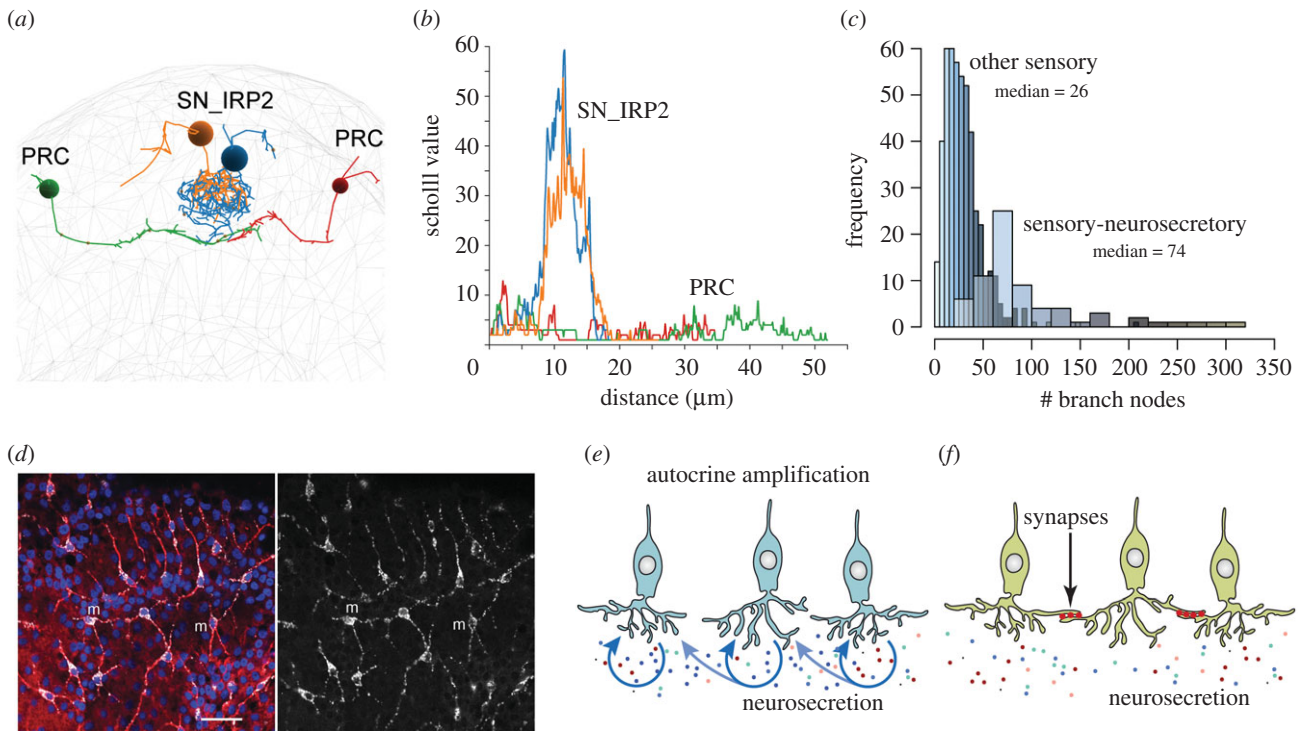 (a)
SN_IRP2
PRC
PRC
(b)
60
50
40
30
20
10
0
10
20
30
40
50
scholll value
distance (µm)
SN_IRP2
PRC
(c)
60
50
40
30
20
10
0
0
50
100
150
200
250
300
350
frequency
# branch nodes
other sensory
median = 26
sensory-neurosecretory
median = 74
(d)
m
m
m
m
(e)
autocrine amplification
neurosecretion
(f)
synapses
neurosecretion